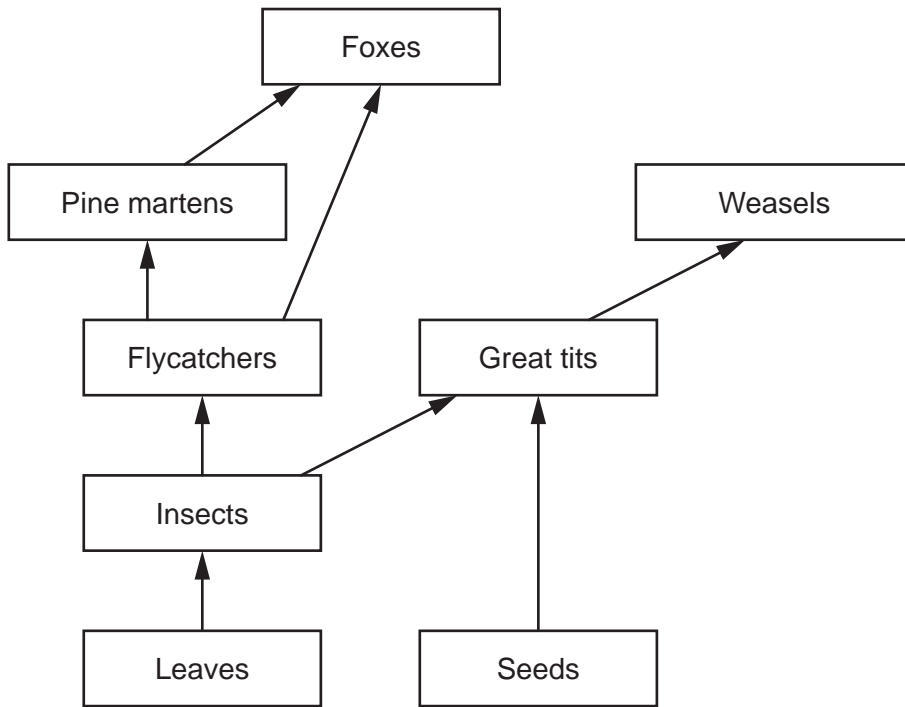 Foxes
Pine martens
Weasels
Flycatchers
Great tits
Insects
Leaves
Seeds